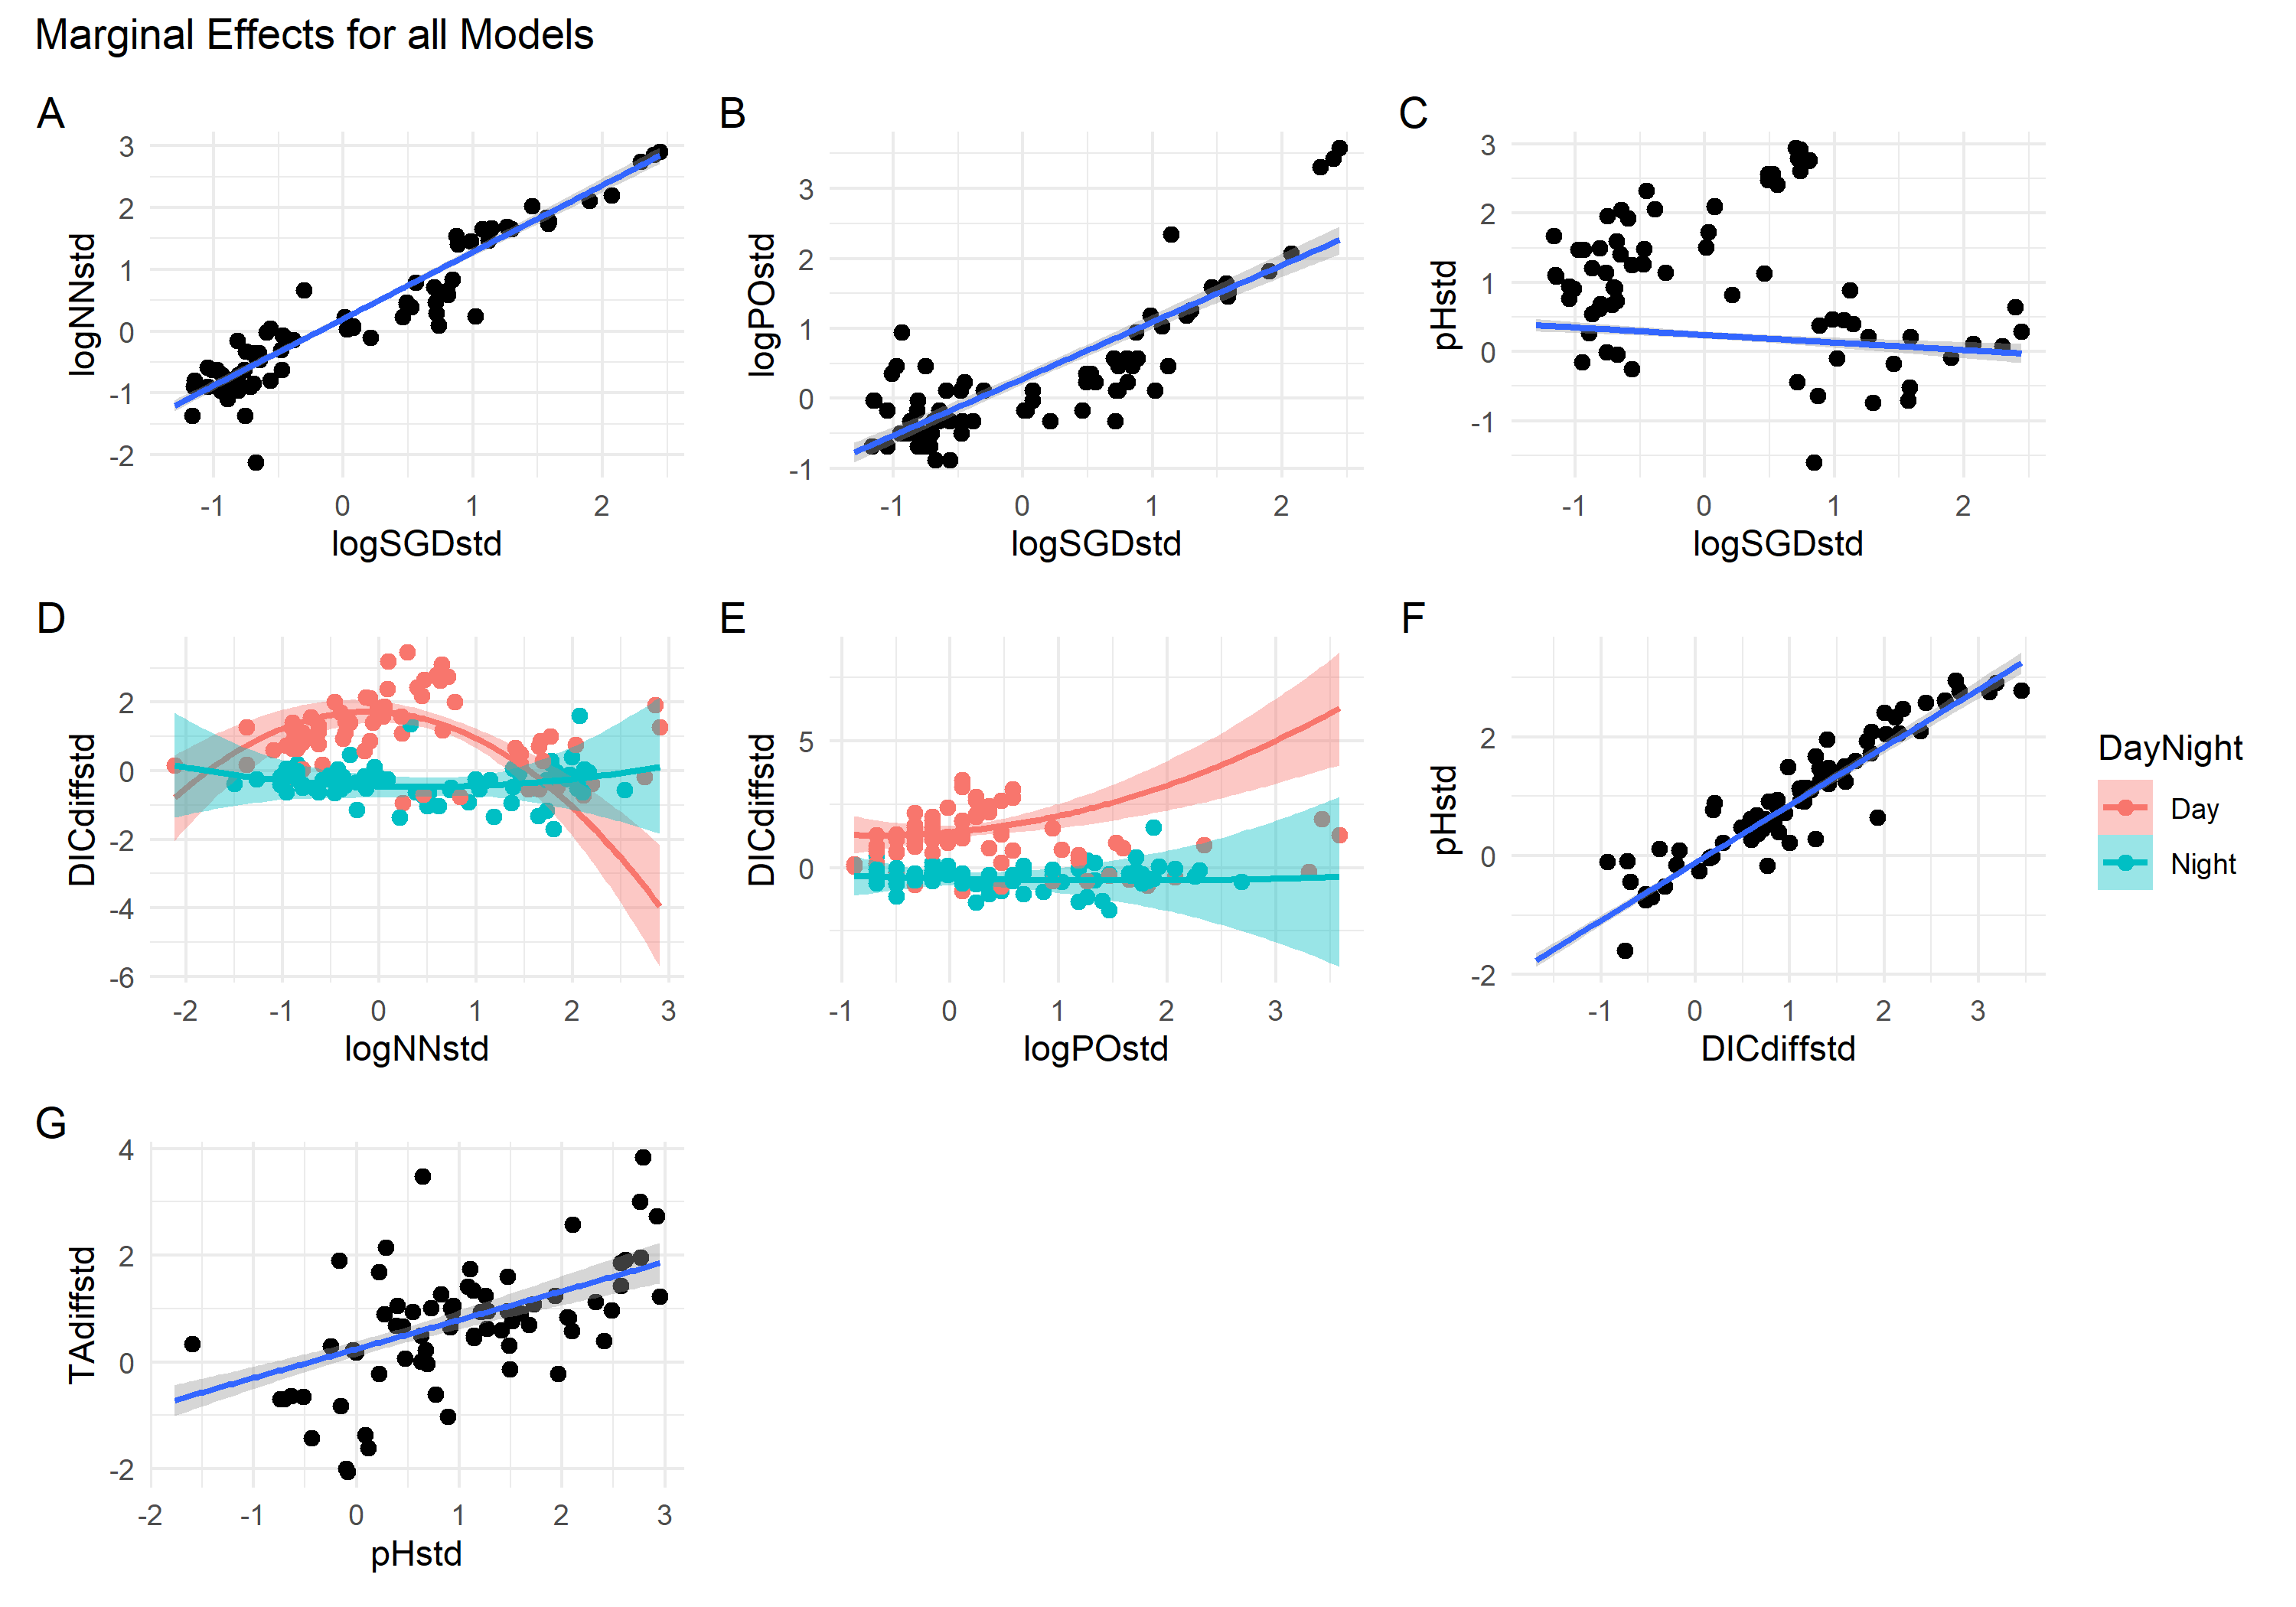 Marginal Effects for all Models
A
3
2
1
0
-1
-2
logNNstd
-1 0 1 2
logSGDstd
B
3
2
1
0
-1
logPOstd
-1 0 1 2
logSGDstd
C
3
2
1
0
-1
pHstd
-1 0 1 2
logSGDstd
D
2
0
-2
-4
-6
DICdiffstd
-2 -1 0 1 2 3
logNNstd
E
5
0
DICdiffstd
-1 0 1 2 3
logPOstd
F
2
0
-2
pHstd
-1 0 1 2 3
DICdiffstd
DayNight
Day
Night
G
4
2
0
-2
TAdiffstd
-2 -1 0 1 2 3
pHstd